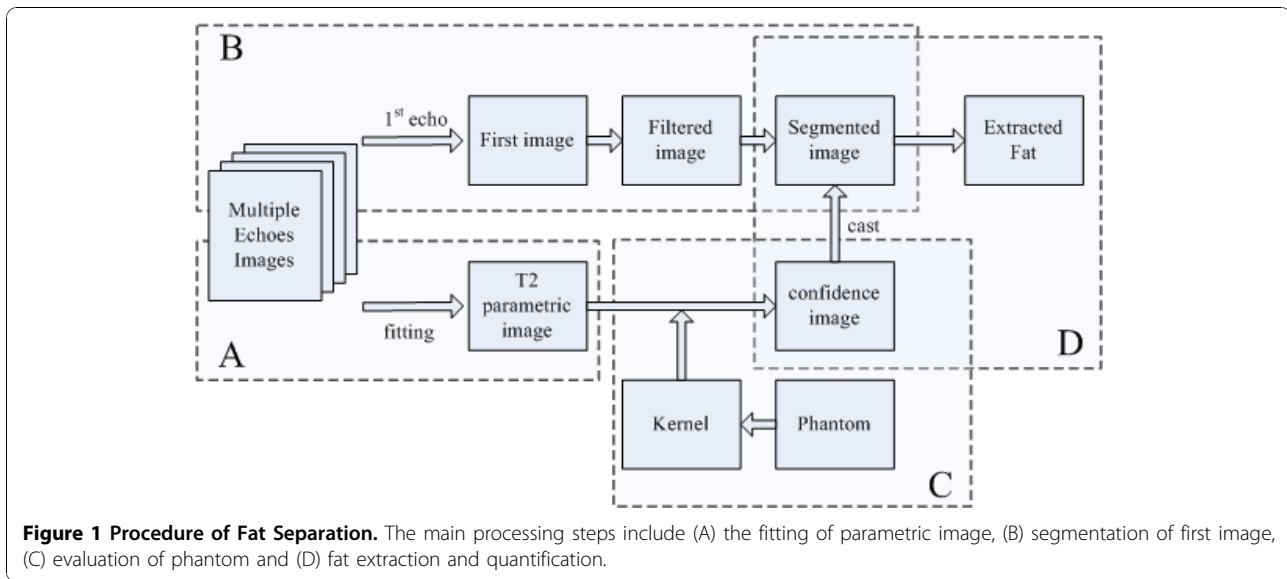 B
1st echo
First image
Filtered
image
Segmented
image
Extracted
Fat
Multiple
Echoes
Images
cast
T2
parametric
image
confidence
image
fitting
A
D
Kernel
Phantom
C
Figure 1 Procedure of Fat Separation. The main processing steps include (A) the fitting of parametric image, (B) segmentation of first image,
(C) evaluation of phantom and (D) fat extraction and quantification.